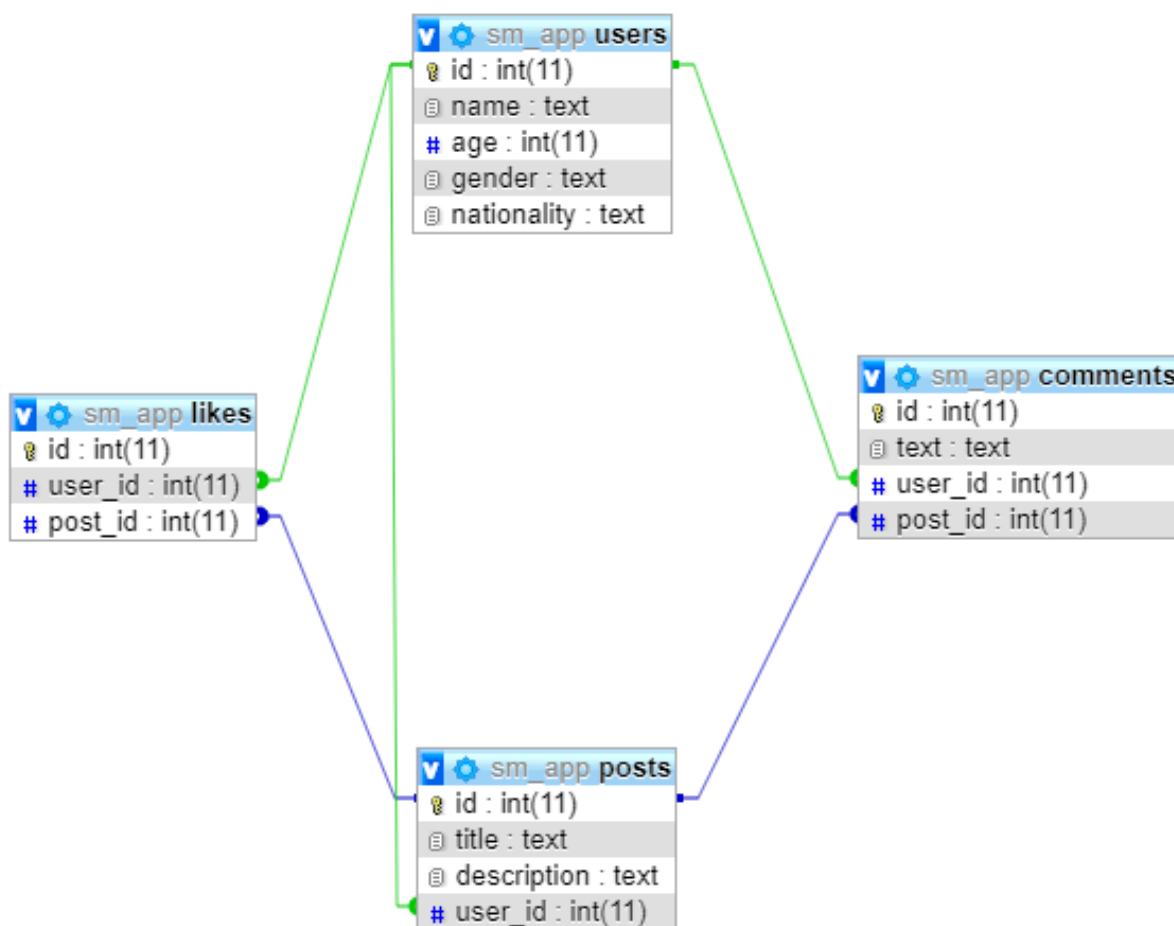 v sm_app users
id : int(11)
name : text
# age : int(11)
gender : text
nationality : text
v sm_app likes
id : int(11)
# user_id : int(11)
# post_id : int(11)
v sm_app comments
id : int(11)
text : text
# user_id : int(11)
# post_id : int(11)
v sm_app posts
id : int(11)
title : text
description : text
# user_id : int(11)